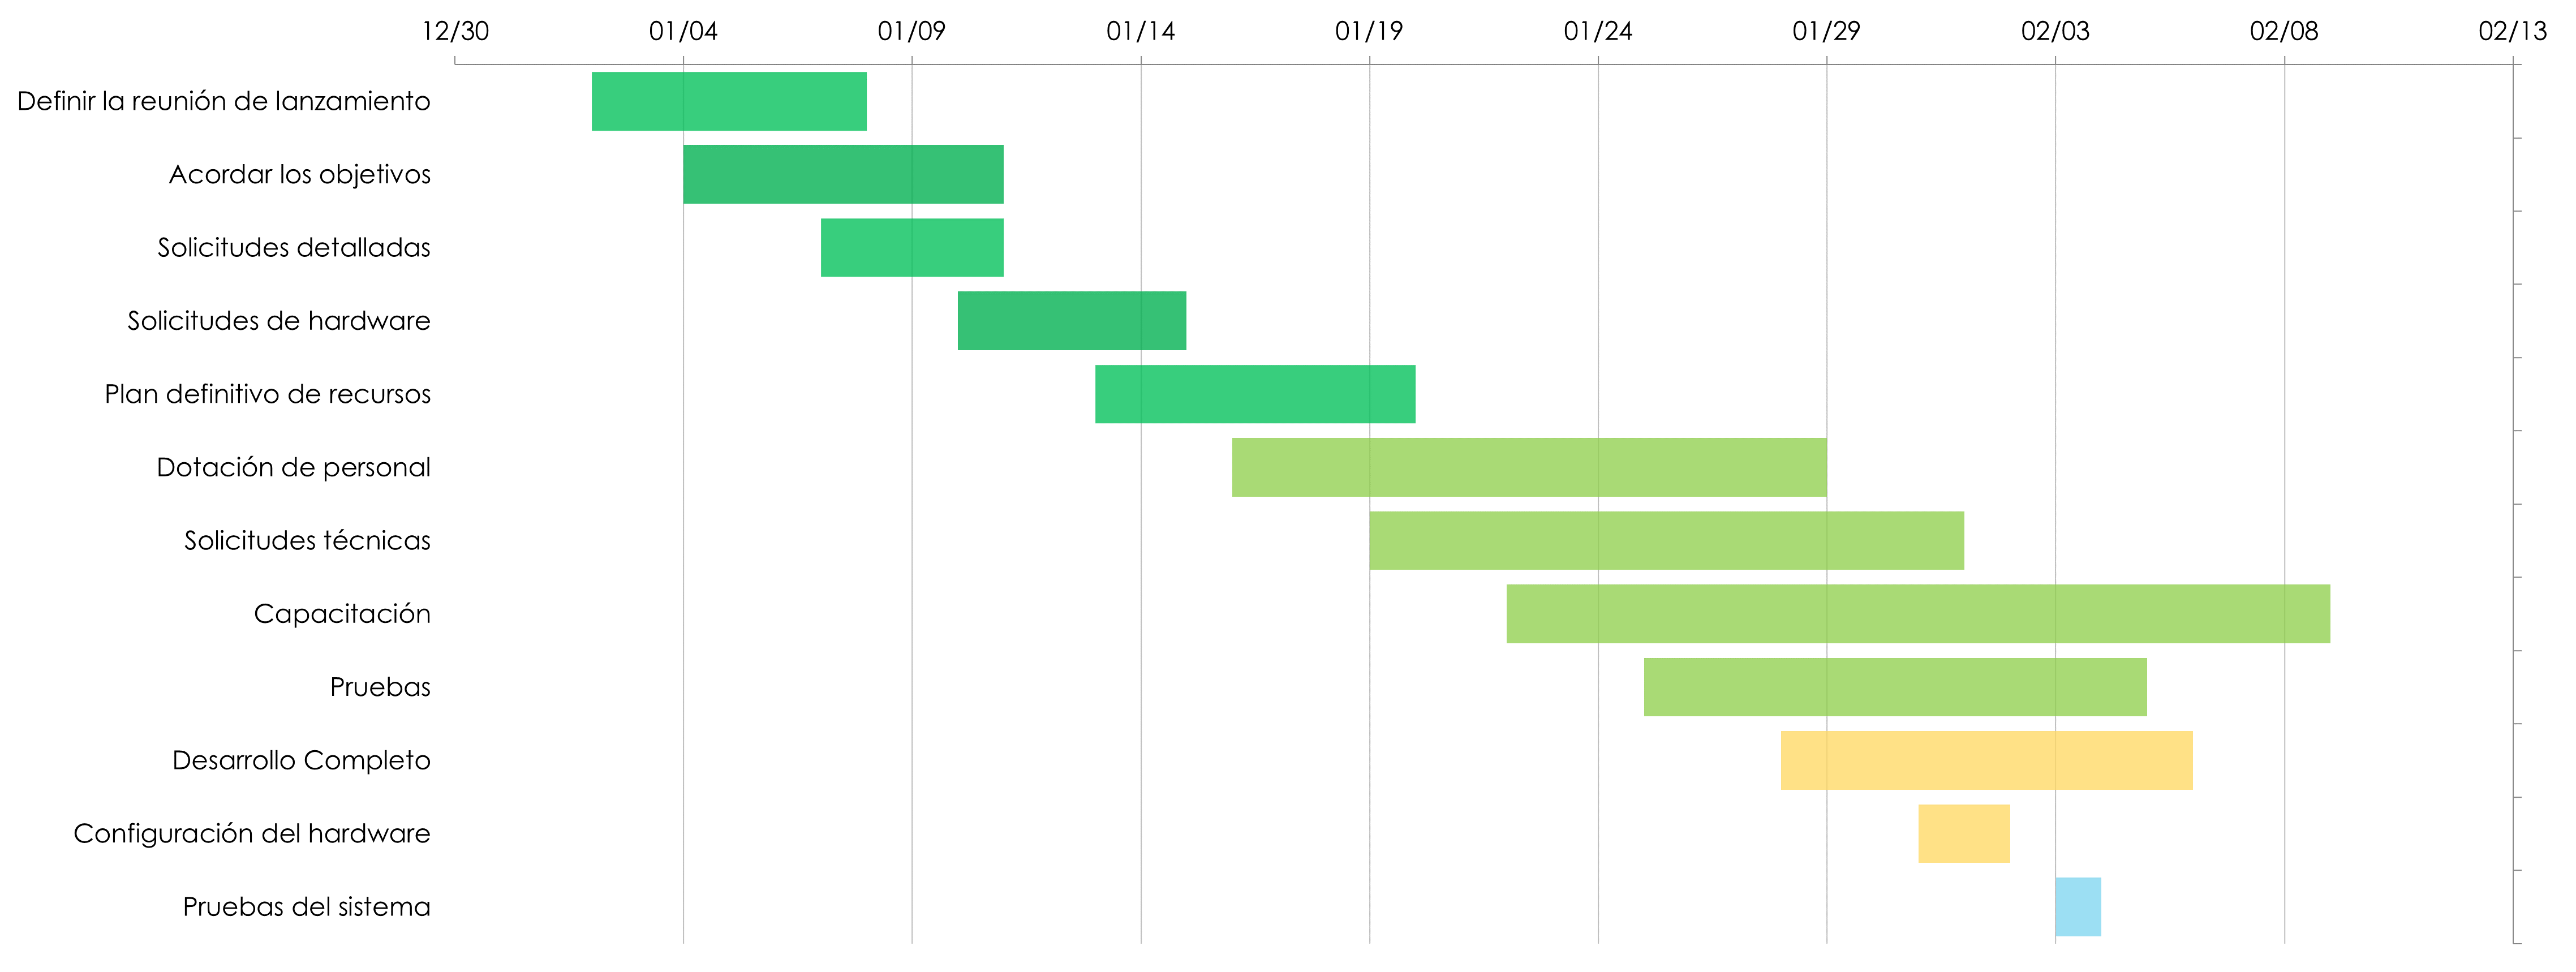 12/30 01/04 01/09 01/14 01/19 01/24 01/29 02/03 02/08 02/13
Definir la reunión de lanzamiento
Acordar los objetivos
Solicitudes detalladas
Solicitudes de hardware
Plan definitivo de recursos
Dotación de personal
Solicitudes técnicas
Capacitación
Pruebas
Desarrollo Completo
Configuración del hardware
Pruebas del sistema